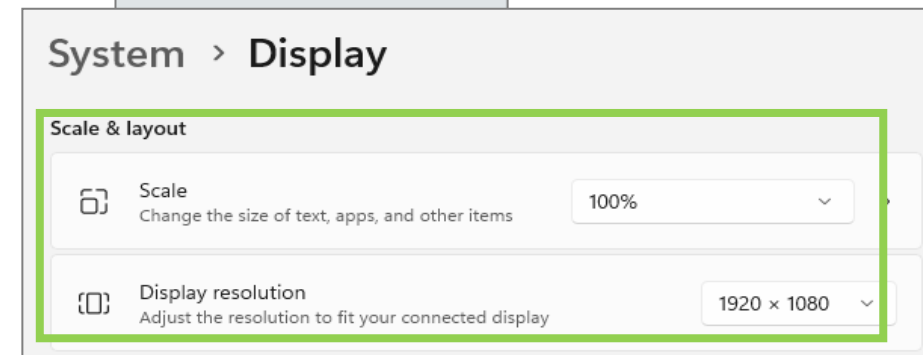 System > Display
Scale & layout
Scale
Change the size of text, apps, and other items
100%
Display resolution
Adjust the resolution to fit your connected display
1920 × 1080